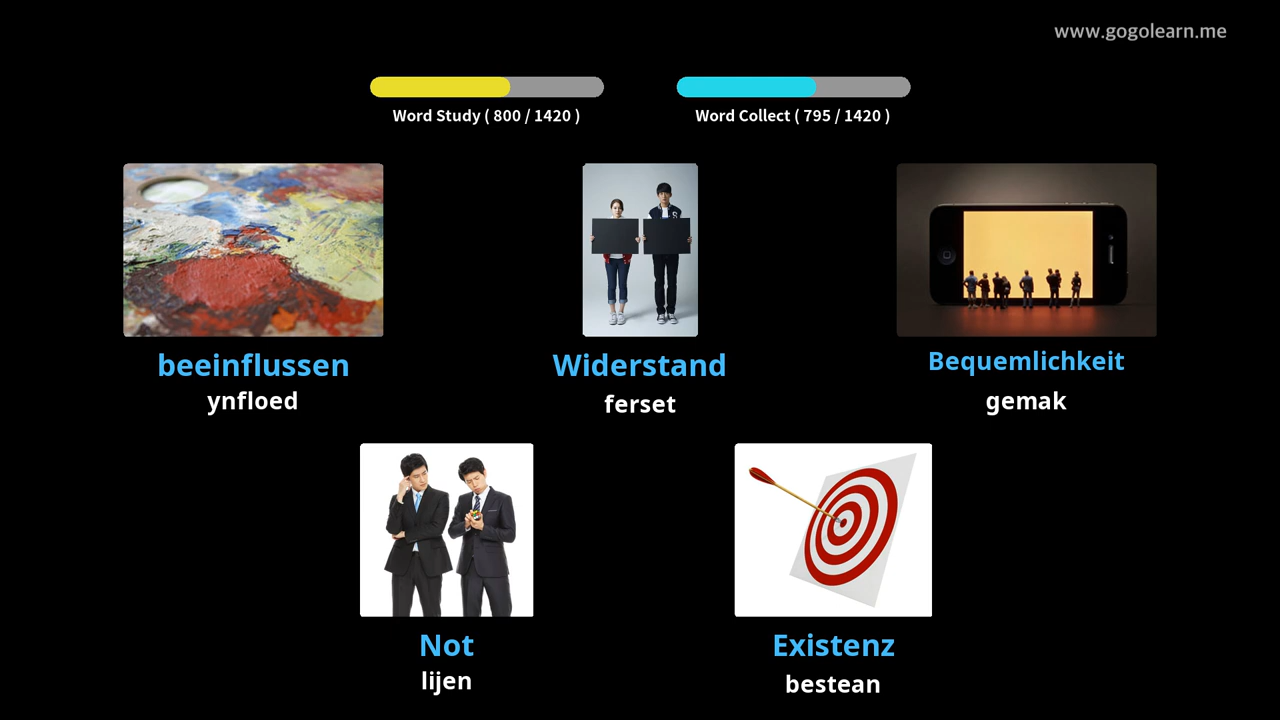 www.gogolearn.me
Word Study ( 800 / 1420 )
Word Collect ( 795 / 1420 )
beeinflussen
ynfloed
Widerstand
ferset
Bequemlichkeit
gemak
Not
lijen
Existenz
bestean